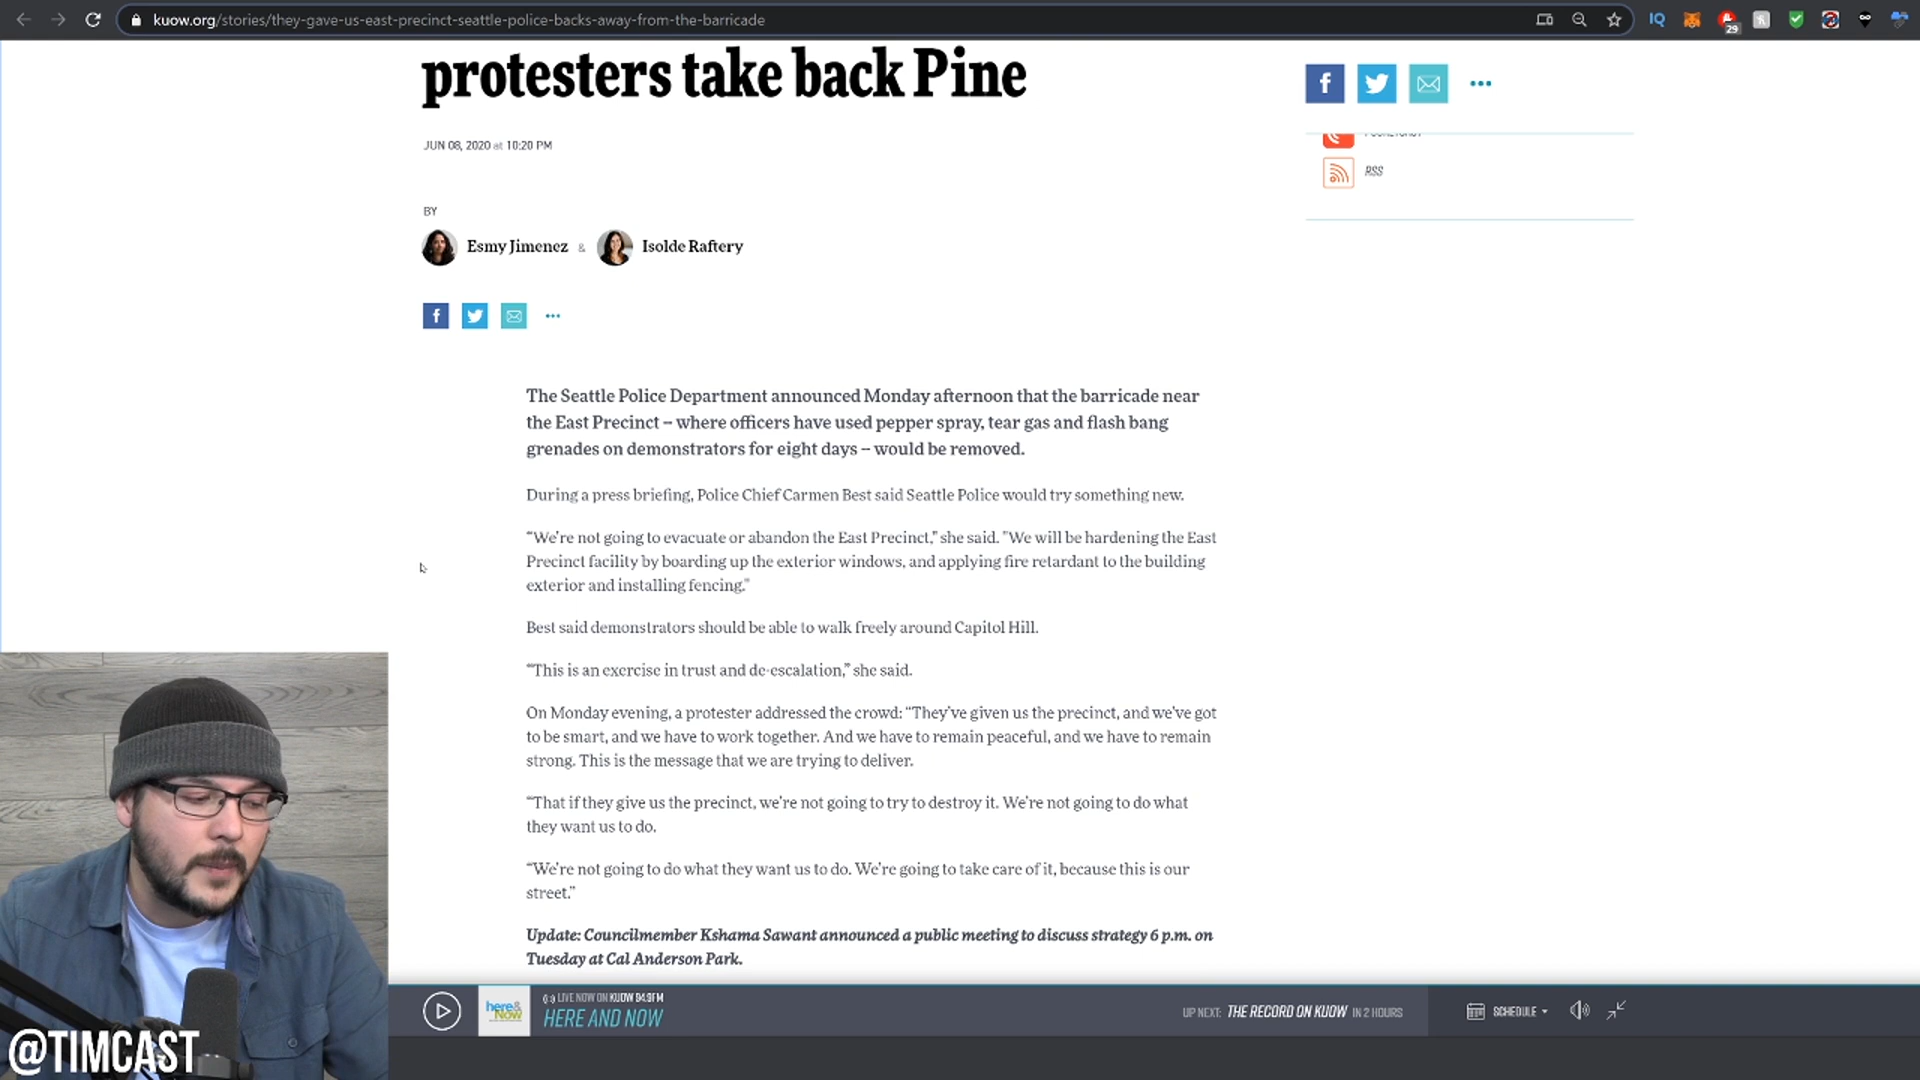 kuow.org/stories/they-gave-us-east-precinct-seattle-police-backs-away-from-the-barricade
IQ
29
protesters take back Pine
JUN 08, 2020 at 10:20 PM
RSS
BY
Esmy Jimenez & Isolde Raftery
The Seattle Police Department announced Monday afternoon that the barricade near
the East Precinct – where officers have used pepper spray, tear gas and flash bang
grenades on demonstrators for eight days – would be removed.
During a press briefing, Police Chief Carmen Best said Seattle Police would try something new.
“We’re not going to evacuate or abandon the East Precinct,” she said. "We will be hardening the East
Precinct facility by boarding up the exterior windows, and applying fire retardant to the building
exterior and installing fencing."
Best said demonstrators should be able to walk freely around Capitol Hill.
“This is an exercise in trust and de-escalation,” she said.
On Monday evening, a protester addressed the crowd: “They’ve given us the precinct, and we’ve got
to be smart, and we have to work together. And we have to remain peaceful, and we have to remain
strong. This is the message that we are trying to deliver.
“That if they give us the precinct, we’re not going to try to destroy it. We’re not going to do what
they want us to do.
“We’re not going to do what they want us to do. We’re going to take care of it, because this is our
street.”
Update: Councilmember Kshama Sawant announced a public meeting to discuss strategy 6 p.m. on
Tuesday at Cal Anderson Park.
here& Now
LIVE NOW ON KUOW 94.9FM
HERE AND NOW
UP NEXT: THE RECORD ON KUOW IN 2 HOURS
SCHEDULE
@TIMCAST